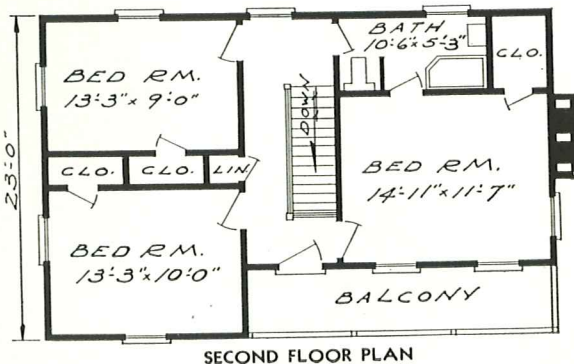 BATH
10'-6"x5'-3"
CLO.
BED RM.
13'-3"x 9'-0"
DOWN
23'-0"
CLO.
CLO.
LIN.
BED RM.
14'-11"x11'-7"
BED RM.
13'-3"x10'-0"
BALCONY
SECOND FLOOR PLAN